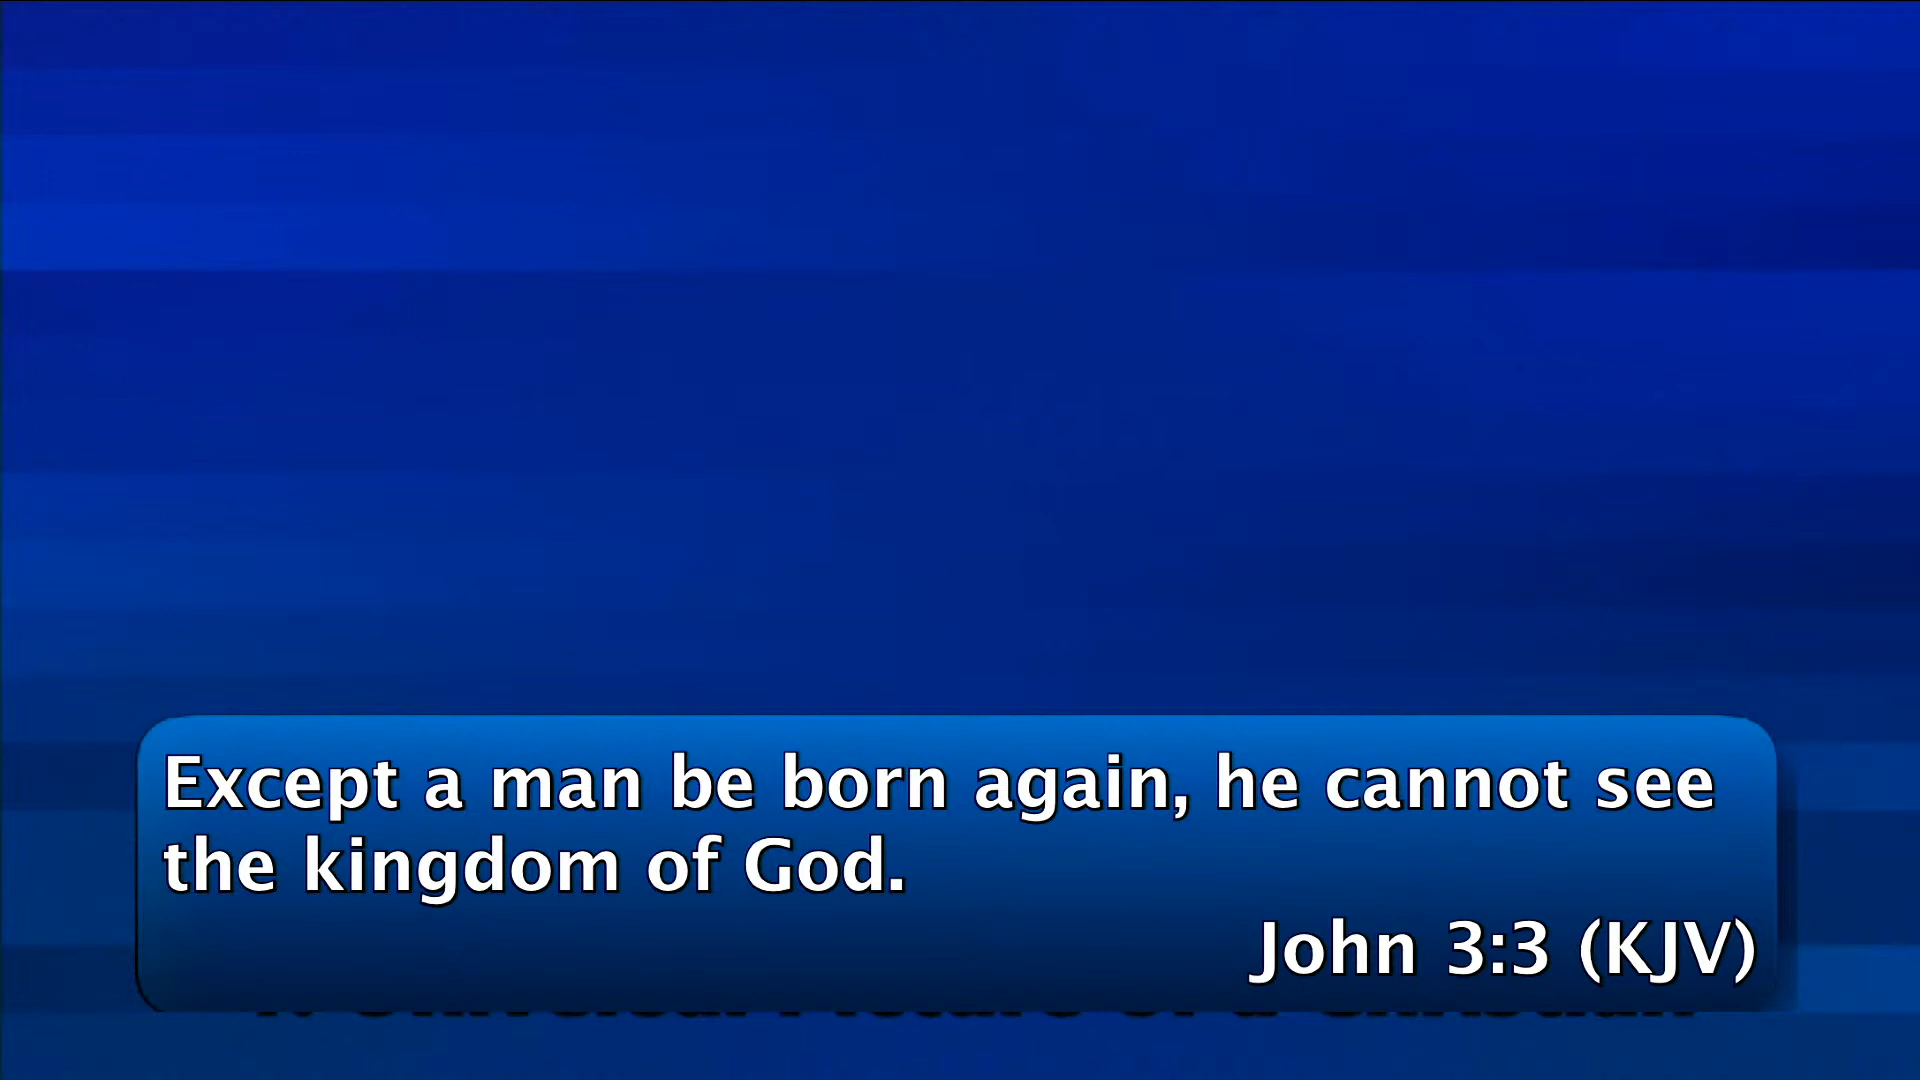 Except a man be born again, he cannot see
the kingdom of God.
John 3:3 (KJV)